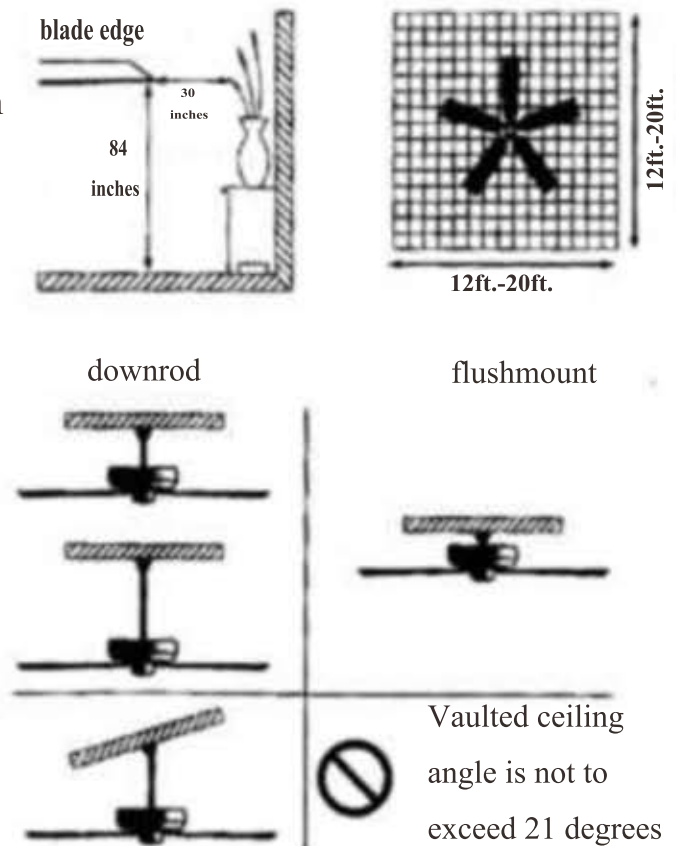 blade edge
30
inches
84
inches
12ft.-20ft.
12ft.-20ft.
downrod
flushmount
Vaulted ceiling
angle is not to
exceed 21 degrees